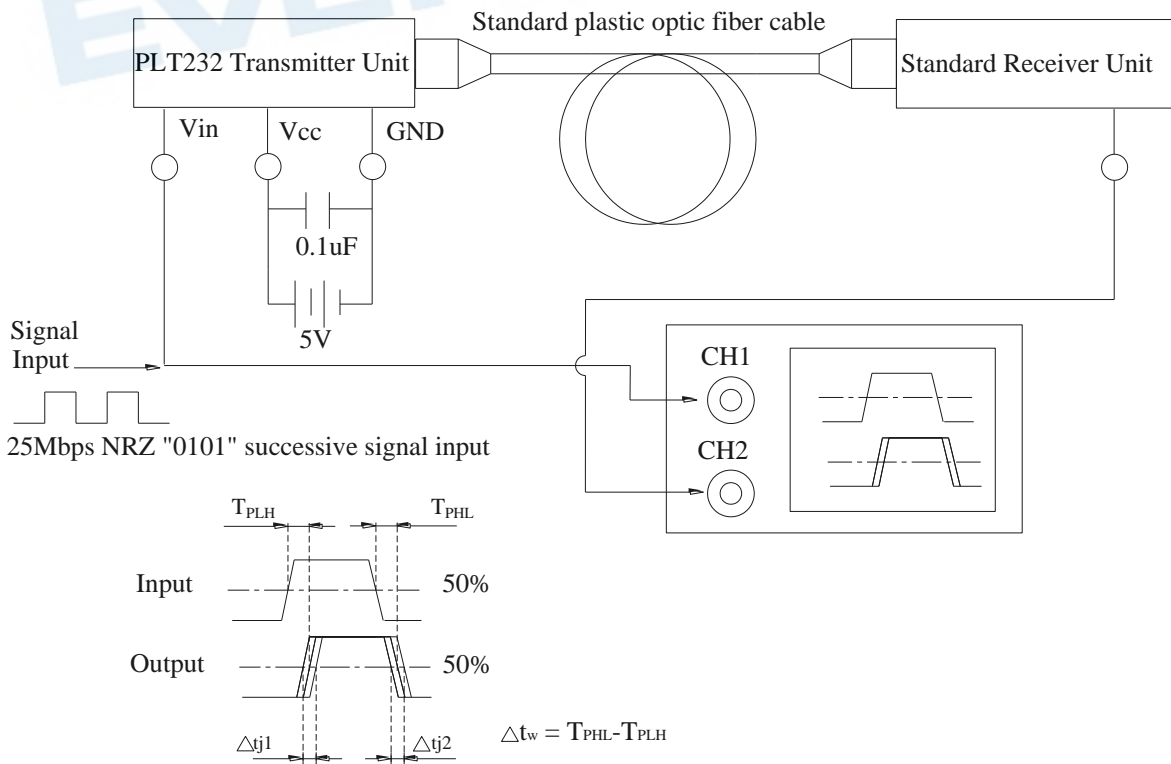 Standard plastic optic fiber cable
PLT232 Transmitter Unit
Standard Receiver Unit
Vin
Vcc
GND
0.1uF
5V
Signal
Input
25Mbps NRZ "0101" successive signal input
CH1
CH2
TPLH
TPHL
Input
50%
Output
50%
△tj1
△tj2
△tw = TPHL-TPLH